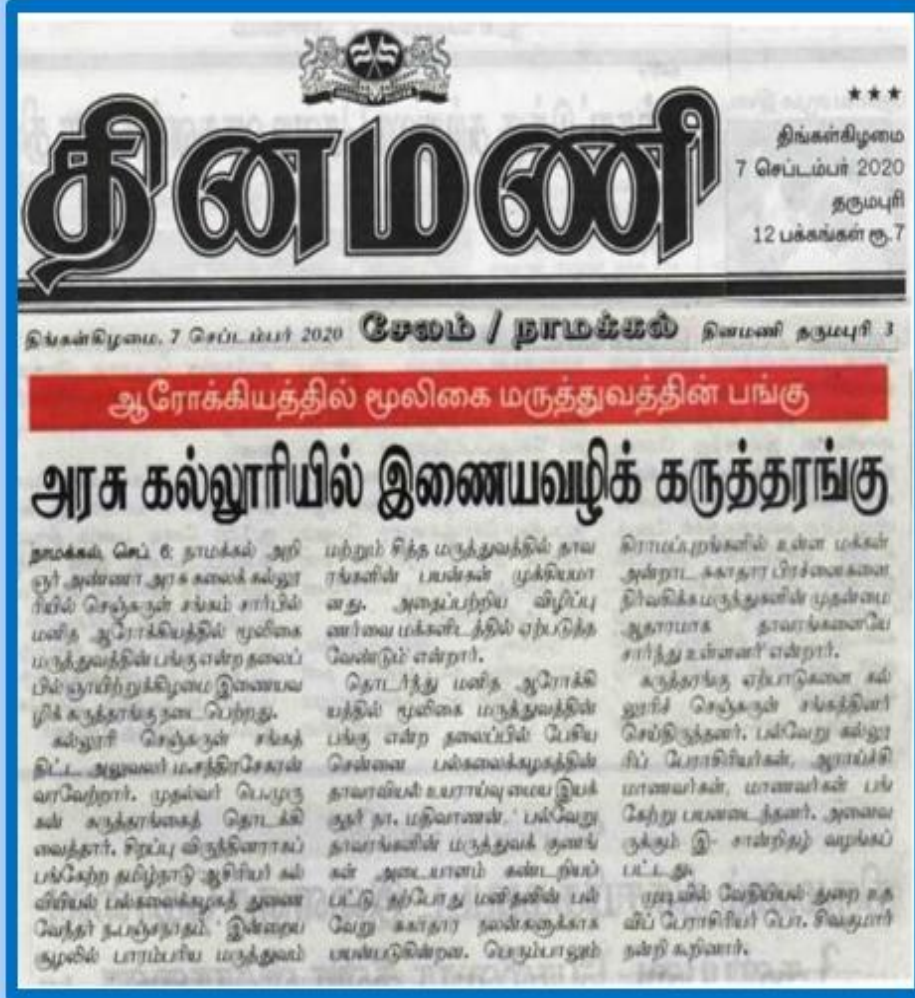 தினமணி
★★★
திங்கள்கிழமை
7 செப்டம்பர் 2020
தருமபுரி
12 பக்கங்கள் ரூ.7
திங்கள்கிழமை, 7 செப்டம்பர் 2020 சேலம் / நாமக்கல் தினமணி தருமபுரி 3
ஆரோக்கியத்தில் மூலிகை மருத்துவத்தின் பங்கு
அரசு கல்லூரியில் இணையவழிக் கருத்தரங்கு
நாமக்கல், செப். 6: நாமக்கல் அறி
ஞர் அண்ணா அரசு கலைக் கல்லூ
ரியில் செஞ்சுருள் சங்கம் சார்பில்
மனித ஆரோக்கியத்தில் மூலிகை
மருத்துவத்தின் பங்கு என்ற தலைப்
பில் ஞாயிற்றுக்கிழமை இணையவ
ழிக் கருத்தரங்கு நடைபெற்றது.
கல்லூரி செஞ்சுருள் சங்கத்
திட்ட அலுவலர் ம.சந்திரசேகரன்
வரவேற்றார். முதல்வர் பெ.முரு
கன் கருத்தரங்கைத் தொடக்கி
வைத்தார். சிறப்பு விருந்தினராகப்
பங்கேற்ற தமிழ்நாடு ஆசிரியர் கல்
வியியல் பல்கலைக்கழகத் துணை
வேந்தர் ந.பஞ்சநதம், ' இன்றைய
சூழலில் பாரம்பரிய மருத்துவம்
மற்றும் சித்த மருத்துவத்தில் தாவ
ரங்களின் பயன்கள் முக்கியமா
னது. அதைப்பற்றிய விழிப்பு
ணர்வை மக்களிடத்தில் ஏற்படுத்த
வேண்டும்' என்றார்.
தொடர்ந்து மனித ஆரோக்கி
யத்தில் மூலிகை மருத்துவத்தின்
பங்கு என்ற தலைப்பில் பேசிய
சென்னை பல்கலைக்கழகத்தின்
தாவரவியல் உயராய்வு மைய இயக்
குநர் நா. மதிவாணன், ' பல்வேறு
தாவரங்களின் மருத்துவக் குணங்
கள் அடையாளம் கண்டறியப்
பட்டு, தற்போது மனிதனின் பல்
வேறு சுகாதார நலன்களுக்காக
பயன்படுகின்றன. பெரும்பாலும்
கிராமப்புறங்களில் உள்ள மக்கள்
அன்றாட சுகாதார பிரச்னைகளை
நிர்வகிக்க மருந்துகளின் முதன்மை
ஆதாரமாக தாவரங்களையே
சார்ந்து உள்ளனர்' என்றார்.
கருத்தரங்கு ஏற்பாடுகளை கல்
லூரிச் செஞ்சுருள் சங்கத்தினர்
செய்திருந்தனர். பல்வேறு கல்லூ
ரிப் பேராசிரியர்கள், ஆராய்ச்சி
மாணவர்கள், மாணவர்கள் பங்
கேற்று பயனடைந்தனர். அனைவ
ருக்கும் இ- சான்றிதழ் வழங்கப்
பட்டது.
முடிவில் வேதியியல் துறை உத
விப் பேராசிரியர் பொ. சிவகுமார்
நன்றி கூறினார்.